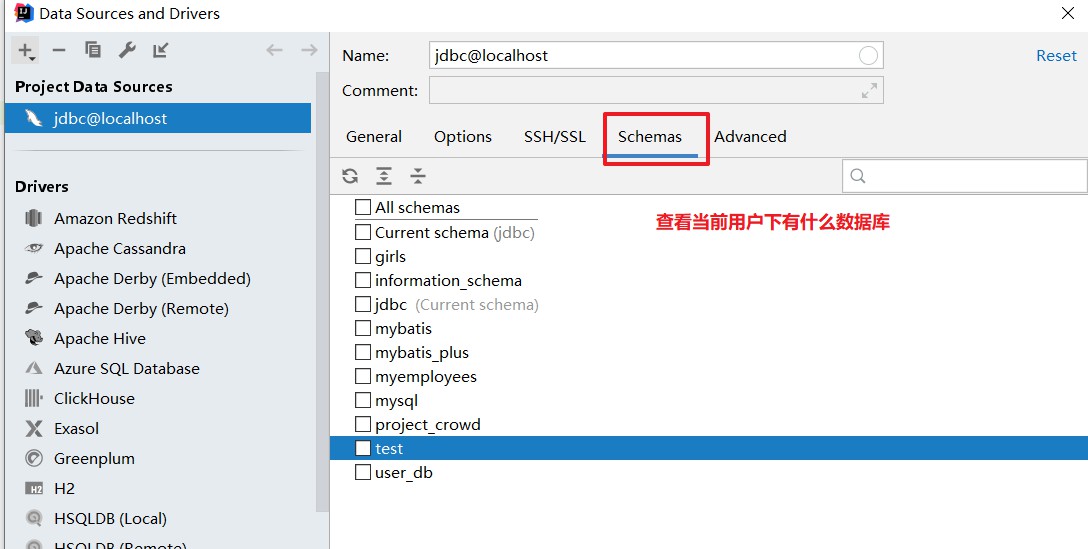 Data Sources and Drivers
Project Data Sources
jdbc@localhost
Drivers
Amazon Redshift
Apache Cassandra
Apache Derby (Embedded)
Apache Derby (Remote)
Apache Hive
Azure SQL Database
ClickHouse
Exasol
Greenplum
H2
HSQLDB (Local)
HSQLDB (Remote)
Name: jdbc@localhost
Reset
Comment:
General Options SSH/SSL Schemas Advanced
All schemas
Current schema (jdbc)
girls
information_schema
jdbc (Current schema)
mybatis
mybatis_plus
myemployees
mysql
project_crowd
test
user_db
查看当前用户下有什么数据库